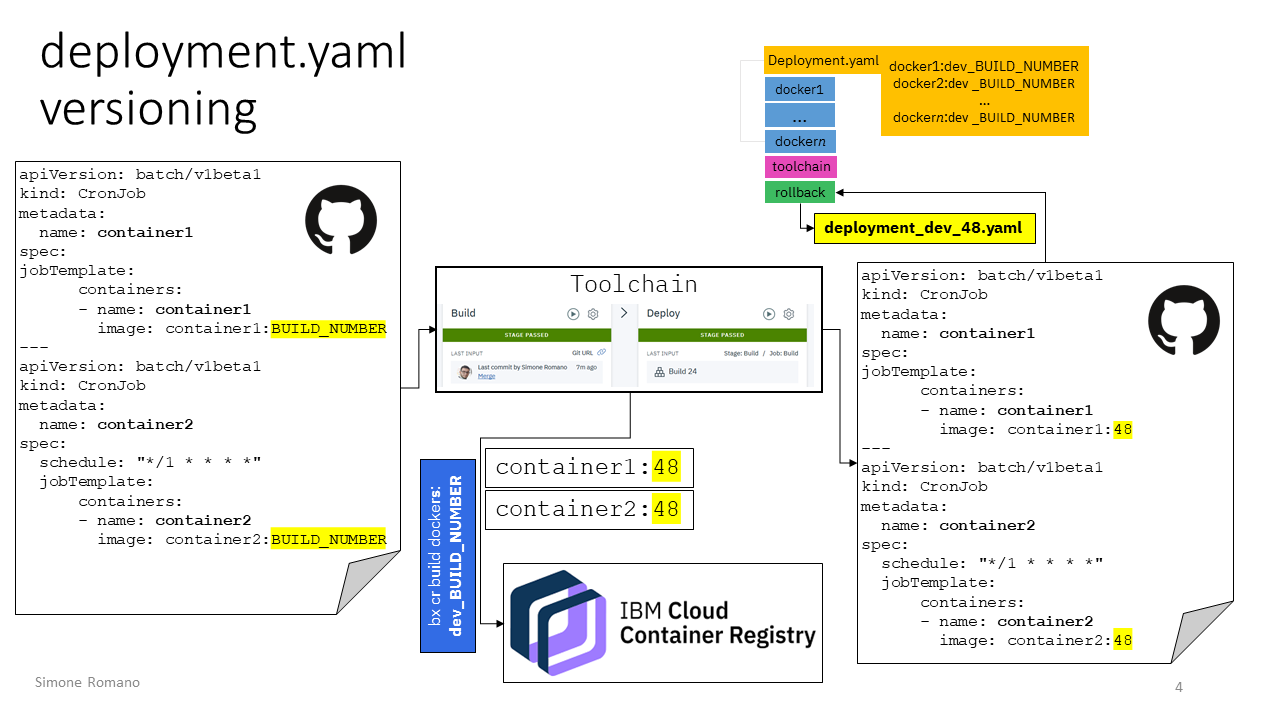 deployment.yaml
versioning
Deployment.yaml
docker1
...
dockern
toolchain
rollback
docker1:dev_BUILD_NUMBER
docker2:dev _BUILD_NUMBER
...
dockern:dev _BUILD_NUMBER
deployment_dev_48.yaml
apiVersion: batch/v1beta1
kind: CronJob
metadata:
name: container1
spec:
jobTemplate:
containers:
- name: container1
image: container1:BUILD_NUMBER
---
apiVersion: batch/v1beta1
kind: CronJob
metadata:
name: container2
spec:
schedule: "*/1 * * * *"
jobTemplate:
containers:
- name: container2
image: container2:BUILD_NUMBER
Toolchain
Build
STAGE PASSED
LAST INPUT
Git URL
Last commit by Simone Romano
7m ago
Merge
Deploy
STAGE PASSED
LAST INPUT
Stage: Build / Job: Build
Build 24
container1:48
container2:48
bx cr build dockers:
dev_BUILD_NUMBER
IBM Cloud
Container Registry
apiVersion: batch/v1beta1
kind: CronJob
metadata:
name: container1
spec:
jobTemplate:
containers:
- name: container1
image: container1:48
---
apiVersion: batch/v1beta1
kind: CronJob
metadata:
name: container2
spec:
schedule: "*/1 * * * *"
jobTemplate:
containers:
- name: container2
image: container2:48
Simone Romano
4